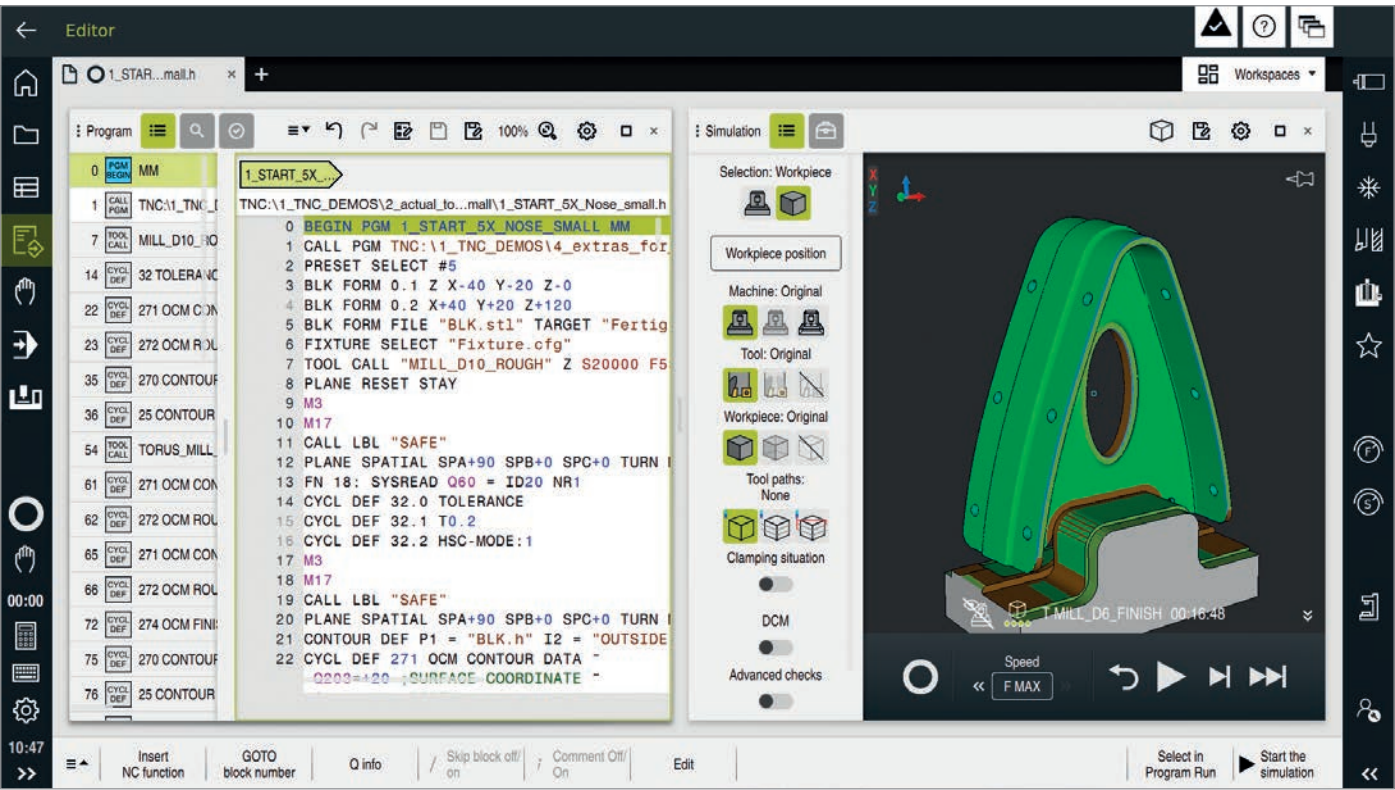 Editor
1_STAR...mall.h × +
Workspaces
Program
100%
Simulation
0 PGM BEGIN MM
1 CALL PGM TNC:\1_TNC_
7 TOOL CALL MILL_D10_
14 CYCL DEF 32 TOLERANC
22 CYCL DEF 271 OCM CON
23 CYCL DEF 272 OCM ROU
35 CYCL DEF 270 CONTOUR
36 CYCL DEF 25 CONTOUR
54 TOOL CALL TORUS_MILL_
61 CYCL DEF 271 OCM CON
62 CYCL DEF 272 OCM ROU
65 CYCL DEF 271 OCM CON
66 CYCL DEF 272 OCM ROU
72 CYCL DEF 274 OCM FINI
75 CYCL DEF 270 CONTOUR
76 CYCL DEF 25 CONTOUR
1_START_5X_...
TNC:\1_TNC_DEMOS\2_actual_to...mall\1_START_5X_Nose_small.h
0 BEGIN PGM 1_START_5X_NOSE_SMALL MM
1 CALL PGM TNC:\1_TNC_DEMOS\4_extras_for_
2 PRESET SELECT #5
3 BLK FORM 0.1 Z X-40 Y-20 Z-0
4 BLK FORM 0.2 X+40 Y+20 Z+120
5 BLK FORM FILE "BLK.stl" TARGET "Fertig
6 FIXTURE SELECT "Fixture.cfg"
7 TOOL CALL "MILL_D10_ROUGH" Z S20000 F5
8 PLANE RESET STAY
9 M3
10 M17
11 CALL LBL "SAFE"
12 PLANE SPATIAL SPA+90 SPB+0 SPC+0 TURN
13 FN 18: SYSREAD Q60 = ID20 NR1
14 CYCL DEF 32.0 TOLERANCE
15 CYCL DEF 32.1 T0.2
16 CYCL DEF 32.2 HSC-MODE:1
17 M3
18 M17
19 CALL LBL "SAFE"
20 PLANE SPATIAL SPA+90 SPB+0 SPC+0 TURN
21 CONTOUR DEF P1 = "BLK.h" I2 = "OUTSIDE
22 CYCL DEF 271 OCM CONTOUR DATA ~
Q203=+20 ;SURFACE COORDINATE ~
Selection: Workpiece
Workpiece position
Machine: Original
Tool: Original
Workpiece: Original
Tool paths:
None
Clamping situation
DCM
Advanced checks
X
Y
Z
T MILL_D6_FINISH 00:16:48
Speed
F MAX
F
S
00:00
10:47
Insert
NC function
GOTO
block number
Q info
/ Skip block off/
on
; Comment Off/
On
Edit
Select in
Program Run
Start the
simulation